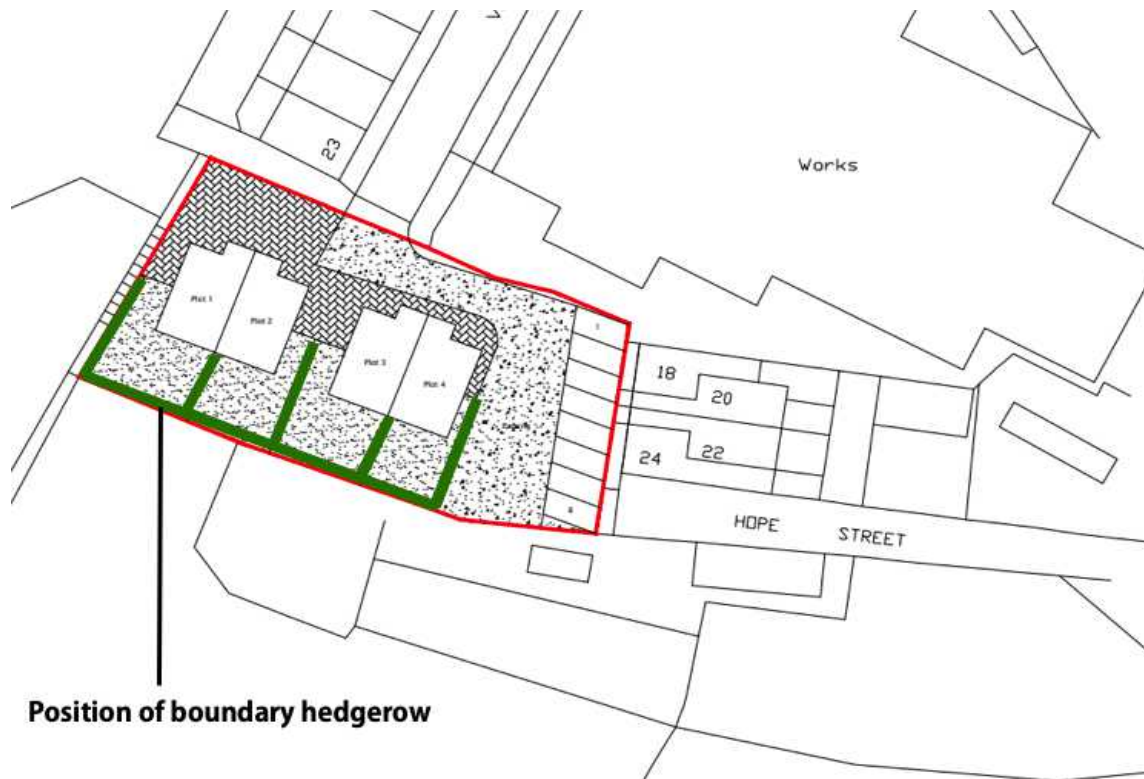 23
Works
Plot 1
Plot 2
Plot 3
Plot 4
1
8
18
20
22
24
HOPE STREET
Position of boundary hedgerow